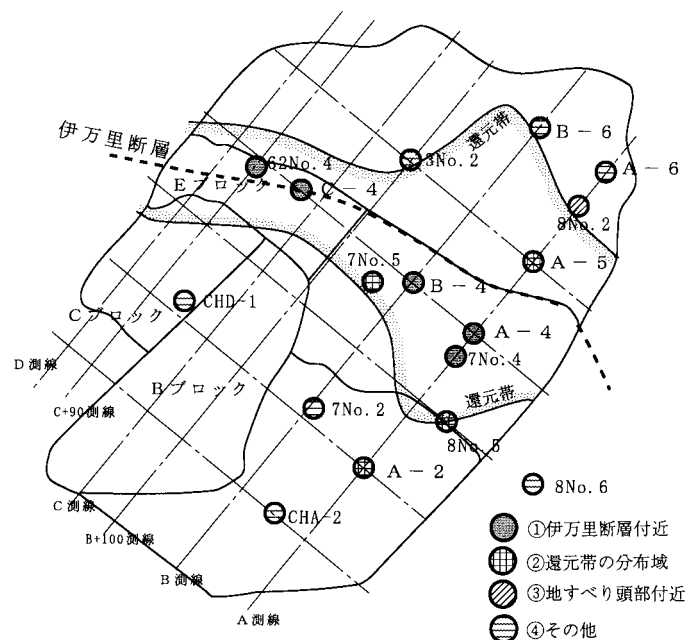 還元帯
B-6
伊万里断層
62No.4
3No.2
A-6
Eブロック
C-4
8No.2
7No.5
A-5
B-4
CHD-1
Cブロック
A-4
7No.4
D測線
Bブロック
還元帯
C+90測線
7No.2
8No.5
A-2
8No.6
C測線
CHA-2
①伊万里断層付近
B+100測線
②還元帯の分布域
B測線
③地すべり頭部付近
A測線
④その他